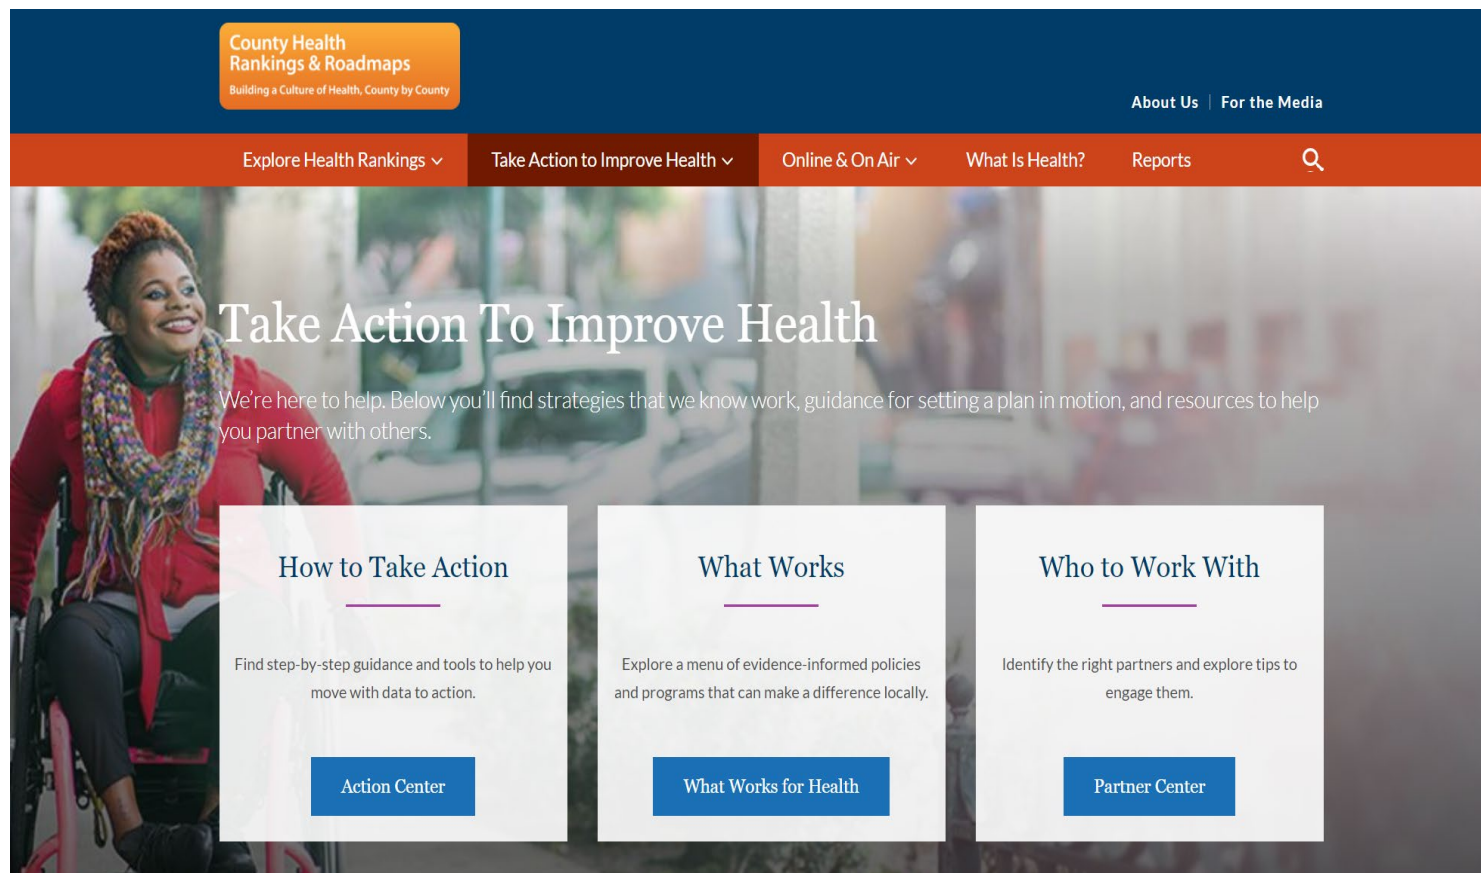 County Health
Rankings & Roadmaps
Building a Culture of Health, County by County
About Us | For the Media
Explore Health Rankings
Take Action to Improve Health
Online & On Air
What Is Health?
Reports
Take Action To Improve Health
We're here to help. Below you'll find strategies that we know work, guidance for setting a plan in motion, and resources to help
you partner with others.
How to Take Action
Find step-by-step guidance and tools to help you
move with data to action.
Action Center
What Works
Explore a menu of evidence-informed policies
and programs that can make a difference locally.
What Works for Health
Who to Work With
Identify the right partners and explore tips to
engage them.
Partner Center